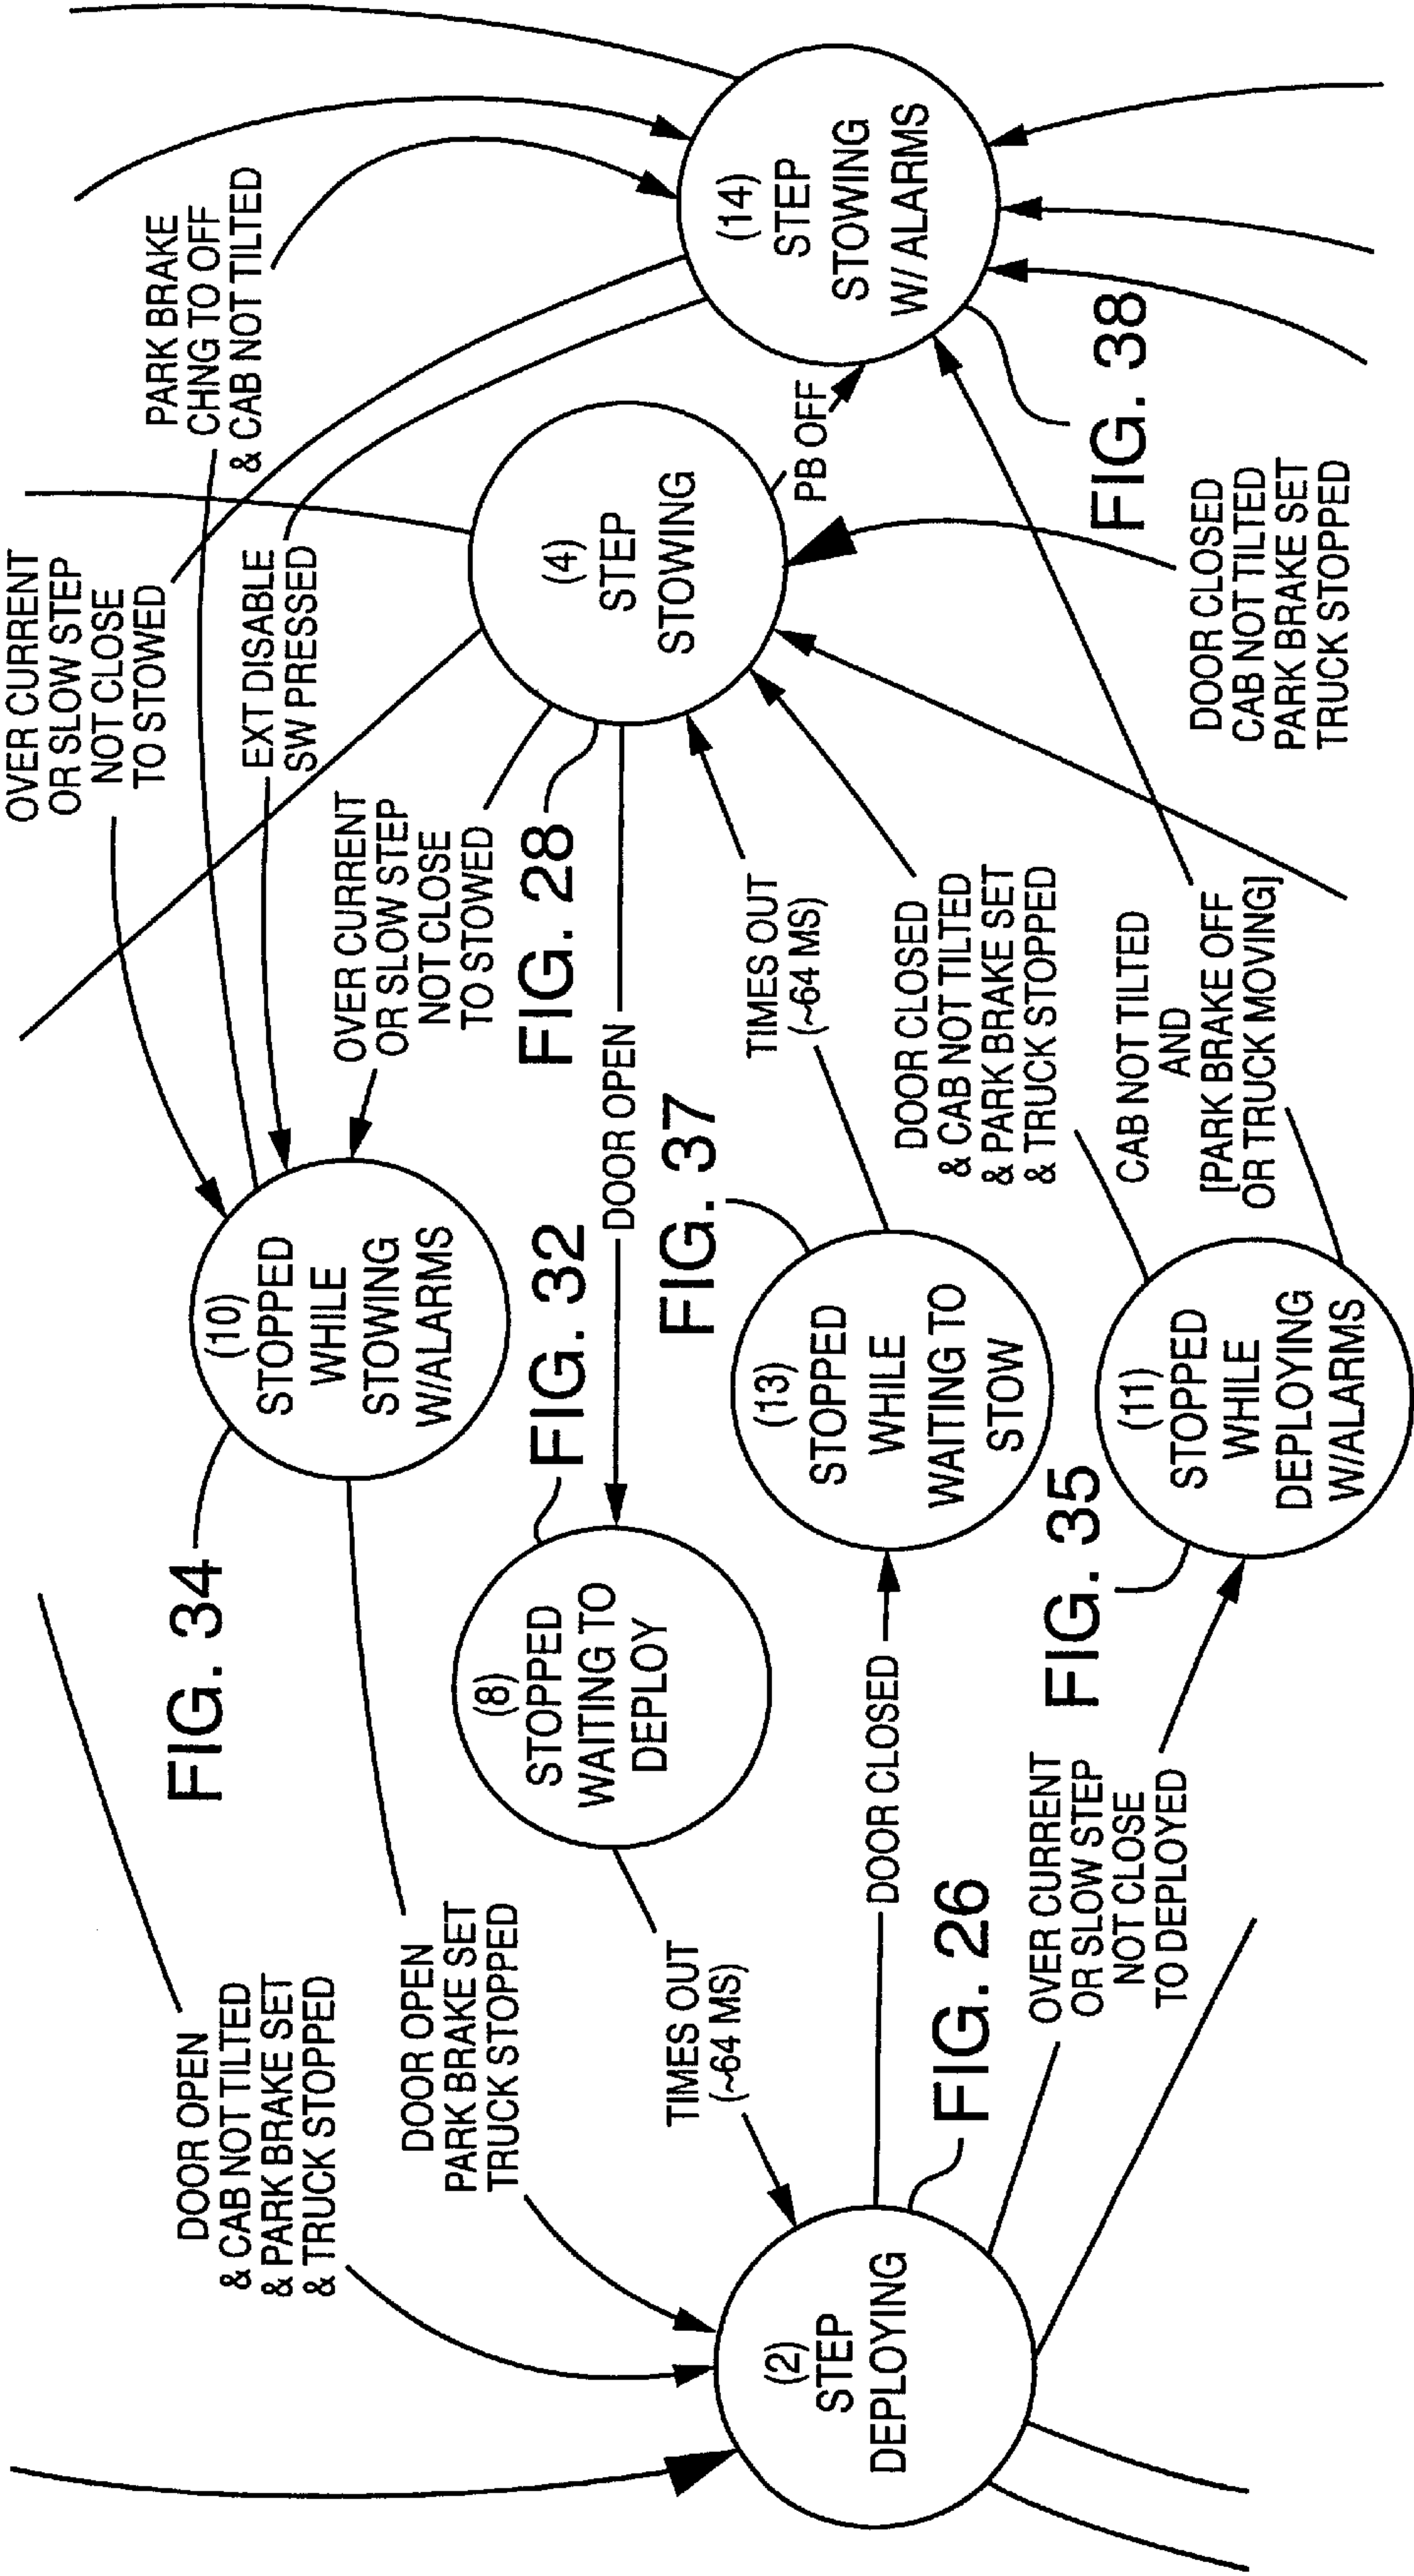 DOOR OPEN
& CAB NOT TILTED
& PARK BRAKE SET
& TRUCK STOPPED
FIG. 34
(10)
STOPPED
WHILE
STOWING
W/ALARMS
OVER CURRENT
OR SLOW STEP
NOT CLOSE
TO STOWED
PARK BRAKE
CHNG TO OFF
& CAB NOT TILTED
EXT DISABLE
SW PRESSED
DOOR OPEN
PARK BRAKE SET
TRUCK STOPPED
OVER CURRENT
OR SLOW STEP
NOT CLOSE
TO STOWED
(8)
STOPPED
WAITING TO
DEPLOY
FIG. 32
DOOR OPEN
FIG. 28
(4)
STEP
STOWING
PB OFF
(14)
STEP
STOWING
W/ ALARMS
TIMES OUT
(~64 MS)
FIG. 37
TIMES OUT
(~64 MS)
(2)
STEP
DEPLOYING
DOOR CLOSED
(13)
STOPPED
WHILE
WAITING TO
STOW
DOOR CLOSED
& CAB NOT TILTED
& PARK BRAKE SET
& TRUCK STOPPED
FIG. 26
FIG. 35
FIG. 38
OVER CURRENT
OR SLOW STEP
NOT CLOSE
TO DEPLOYED
(11)
STOPPED
WHILE
DEPLOYING
W/ALARMS
CAB NOT TILTED
AND
[PARK BRAKE OFF
OR TRUCK MOVING]
DOOR CLOSED
CAB NOT TILTED
PARK BRAKE SET
TRUCK STOPPED